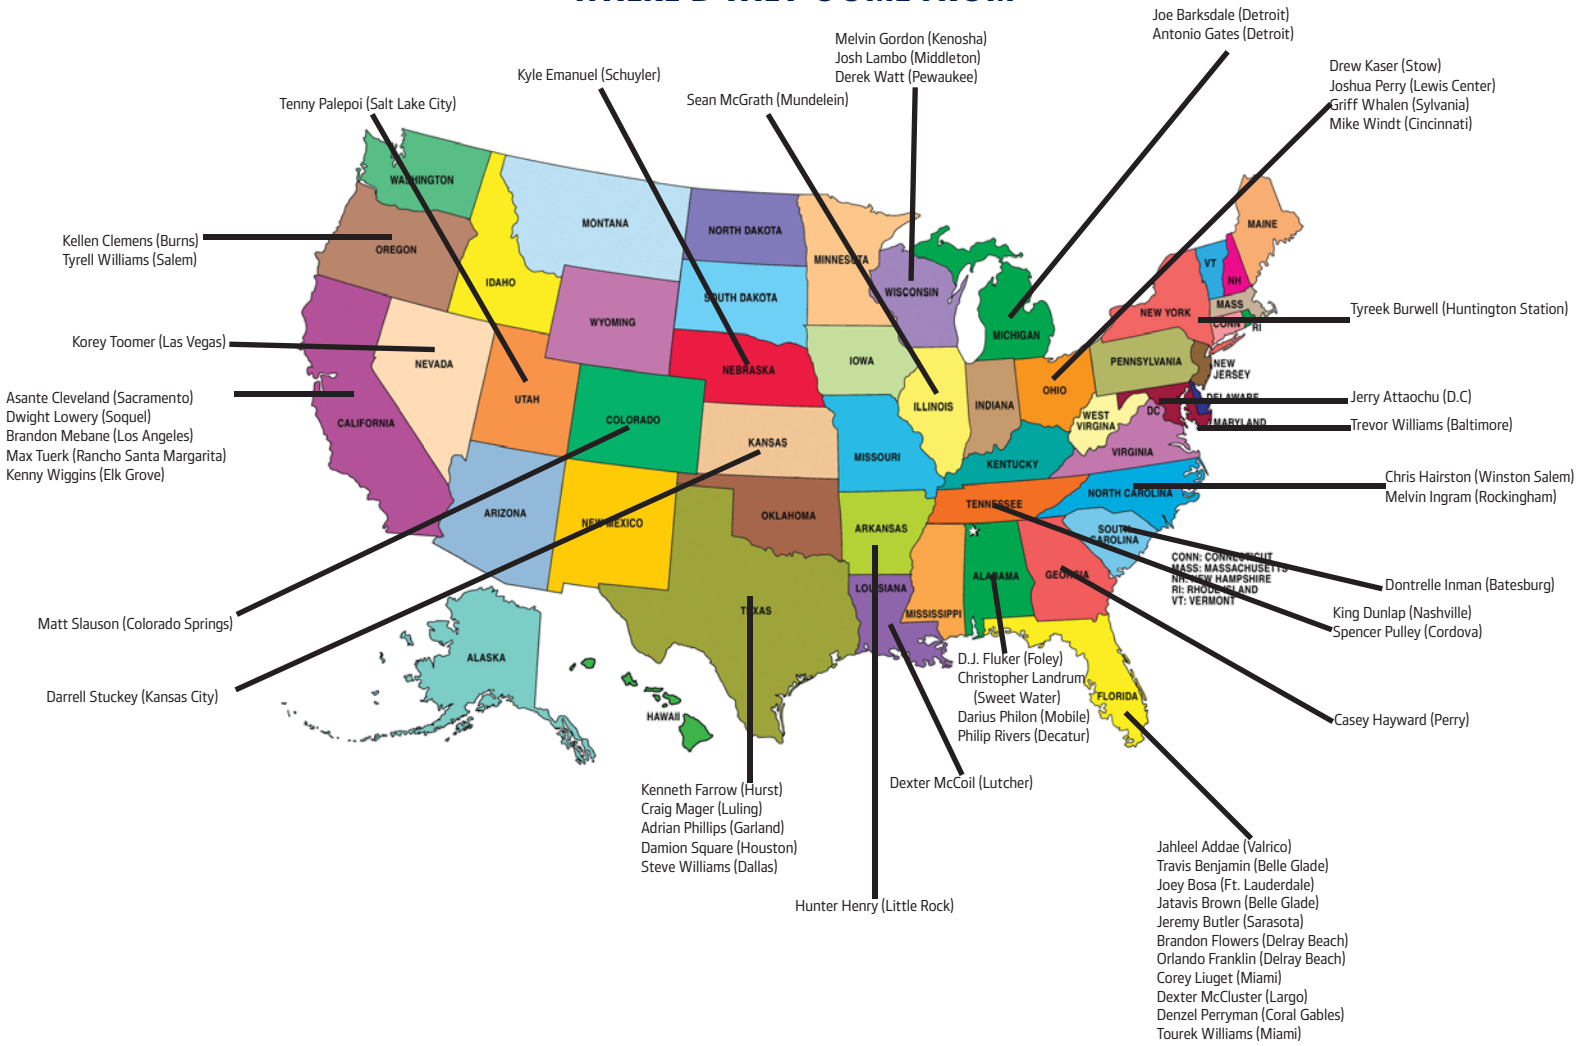 WHERE'D THEY COME FROM
Joe Barksdale (Detroit)
Antonio Gates (Detroit)
Melvin Gordon (Kenosha)
Josh Lambo (Middleton)
Derek Watt (Pewaukee)
Drew Kaser (Stow)
Joshua Perry (Lewis Center)
Griff Whalen (Sylvania)
Mike Windt (Cincinnati)
Kyle Emanuel (Schuyler)
Sean McGrath (Mundelein)
Tenny Palepoi (Salt Lake City)
Kellen Clemens (Burns)
Tyrell Williams (Salem)
Korey Toomer (Las Vegas)
Asante Cleveland (Sacramento)
Dwight Lowery (Soquel)
Brandon Mebane (Los Angeles)
Max Tuerk (Rancho Santa Margarita)
Kenny Wiggins (Elk Grove)
Matt Slauson (Colorado Springs)
Darrell Stuckey (Kansas City)
WASHINGTON
OREGON
IDAHO
MONTANA
NORTH DAKOTA
MINNESOTA
SOUTH DAKOTA
WISCONSIN
WYOMING
NEVADA
UTAH
CALIFORNIA
COLORADO
NEBRASKA
IOWA
ILLINOIS
INDIANA
MICHIGAN
OHIO
KANSAS
MISSOURI
KENTUCKY
WEST
VIRGINA
VIRGINIA
PENNSYLVANIA
NEW YORK
MAINE
VT
NH
MASS
CONN
RI
NEW
JERSEY
DELAWARE
MARYLAND
DC
NORTH CAROLINA
TENNESSEE
SOUTH
CAROLINA
ARIZONA
NEW MEXICO
OKLAHOMA
ARKANSAS
TEXAS
LOUISIANA
MISSISSIPPI
ALABAMA
GEORGIA
FLORIDA
ALASKA
HAWAII
CONN: CONNECTICUT
MASS: MASSACHUSETTS
NH: NEW HAMPSHIRE
RI: RHODE ISLAND
VT: VERMONT
Tyreek Burwell (Huntington Station)
Jerry Attaochu (D.C)
Trevor Williams (Baltimore)
Chris Hairston (Winston Salem)
Melvin Ingram (Rockingham)
Dontrelle Inman (Batesburg)
King Dunlap (Nashville)
Spencer Pulley (Cordova)
Casey Hayward (Perry)
D.J. Fluker (Foley)
Christopher Landrum
(Sweet Water)
Darius Philon (Mobile)
Philip Rivers (Decatur)
Dexter McCoil (Lutcher)
Kenneth Farrow (Hurst)
Craig Mager (Luling)
Adrian Phillips (Garland)
Damion Square (Houston)
Steve Williams (Dallas)
Hunter Henry (Little Rock)
Jahleel Addae (Valrico)
Travis Benjamin (Belle Glade)
Joey Bosa (Ft. Lauderdale)
Jatavis Brown (Belle Glade)
Jeremy Butler (Sarasota)
Brandon Flowers (Delray Beach)
Orlando Franklin (Delray Beach)
Corey Liuget (Miami)
Dexter McCluster (Largo)
Denzel Perryman (Coral Gables)
Tourek Williams (Miami)